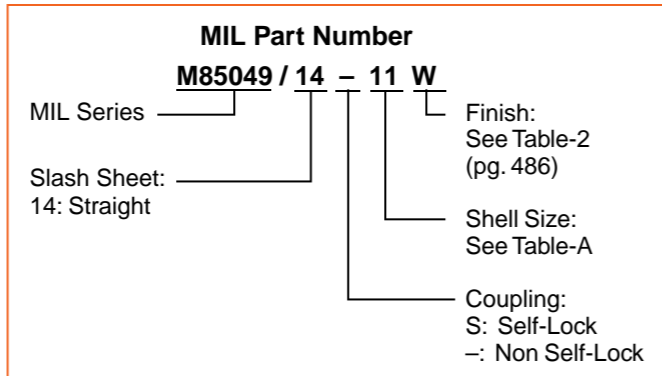 MIL Part Number
M85049 / 14 – 11 W
MIL Series
Slash Sheet:
14: Straight
Finish:
See Table-2
(pg. 486)
Shell Size:
See Table-A
Coupling:
S: Self-Lock
–: Non Self-Lock